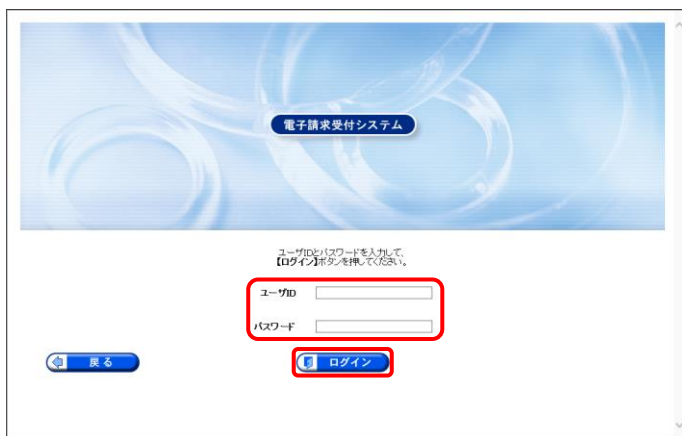 電子請求受付システム
ユーザIDとパスワードを入力して、
【ログイン】ボタンを押してください。
ユーザID
パスワード
戻る
ログイン